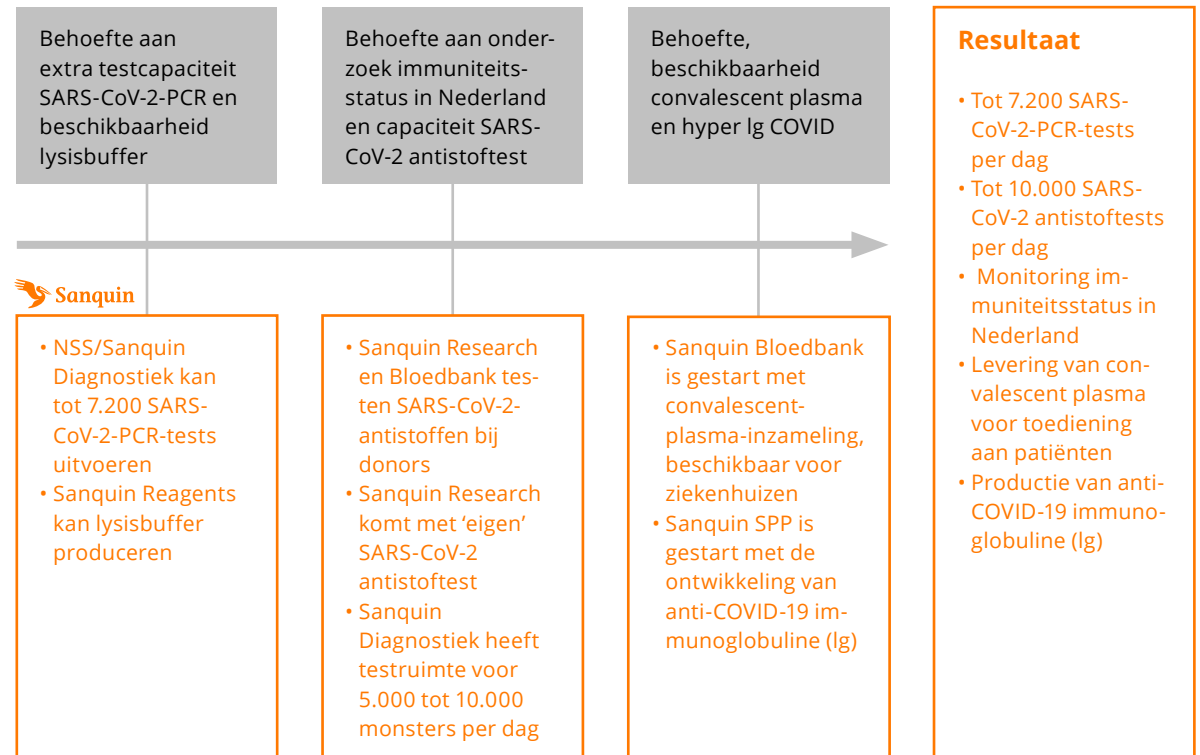 Behoefte aan
extra testcapaciteit
SARS-CoV-2-PCR en
beschikbaarheid
lysisbuffer
Behoefte aan onder-
zoek immuniteits-
status in Nederland
en capaciteit SARS-
CoV-2 antistoftest
Behoefte,
beschikbaarheid
convalescent plasma
en hyper lg COVID
Sanquin
• NSS/Sanquin
Diagnostiek kan
tot 7.200 SARS-
CoV-2-PCR-tests
uitvoeren
• Sanquin Reagents
kan lysisbuffer
produceren
• Sanquin Research
en Bloedbank tes-
ten SARS-CoV-2-
antistoffen bij
donors
• Sanquin Research
komt met ‘eigen’
SARS-CoV-2
antistoftest
• Sanquin
Diagnostiek heeft
testruimte voor
5.000 tot 10.000
monsters per dag
• Sanquin Bloedbank
is gestart met
convalescent-
plasma-inzameling,
beschikbaar voor
ziekenhuizen
• Sanquin SPP is
gestart met de
ontwikkeling van
anti-COVID-19 im-
munoglobuline (lg)
Resultaat
• Tot 7.200 SARS-
CoV-2-PCR-tests
per dag
• Tot 10.000 SARS-
CoV-2 antistoftests
per dag
• Monitoring im-
muniteitsstatus in
Nederland
• Levering van con-
valescent plasma
voor toediening
aan patiënten
• Productie van anti-
COVID-19 immuno-
globuline (lg)